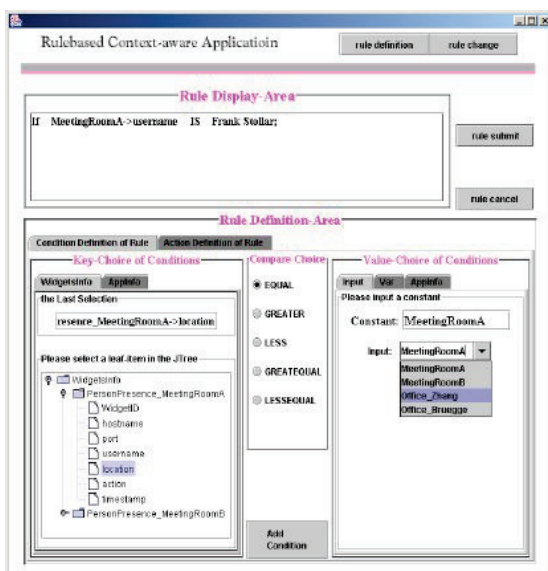 Rulebased Context-aware Applicatioin
rule definition
rule change
Rule Display-Area
If MeetingRoomA->username IS Frank Stollar;
rule submit
rule cancel
Rule Definition-Area
Condition Definition of Rule
Action Definition of Rule
Key-Choice of Conditions
WidgetsInfo
AppInfo
the Last Selection
resence_MeetingRoomA->location
Please select a leaf-item in the JTree
WidgetsInfo
PersonPresence_MeetingRoomA
WidgetID
hostname
port
username
location
action
timestamp
PersonPresence_MeetingRoomB
Compare Choice
EQUAL
GREATER
LESS
GREATEQUAL
LESSEQUAL
Add
Condition
Value-Choice of Conditions
Input
Var
AppInfo
Please input a constant
Constant: MeetingRoomA
Input: MeetingRoomA
MeetingRoomA
MeetingRoomB
Office_Zhang
Office_Bruegge